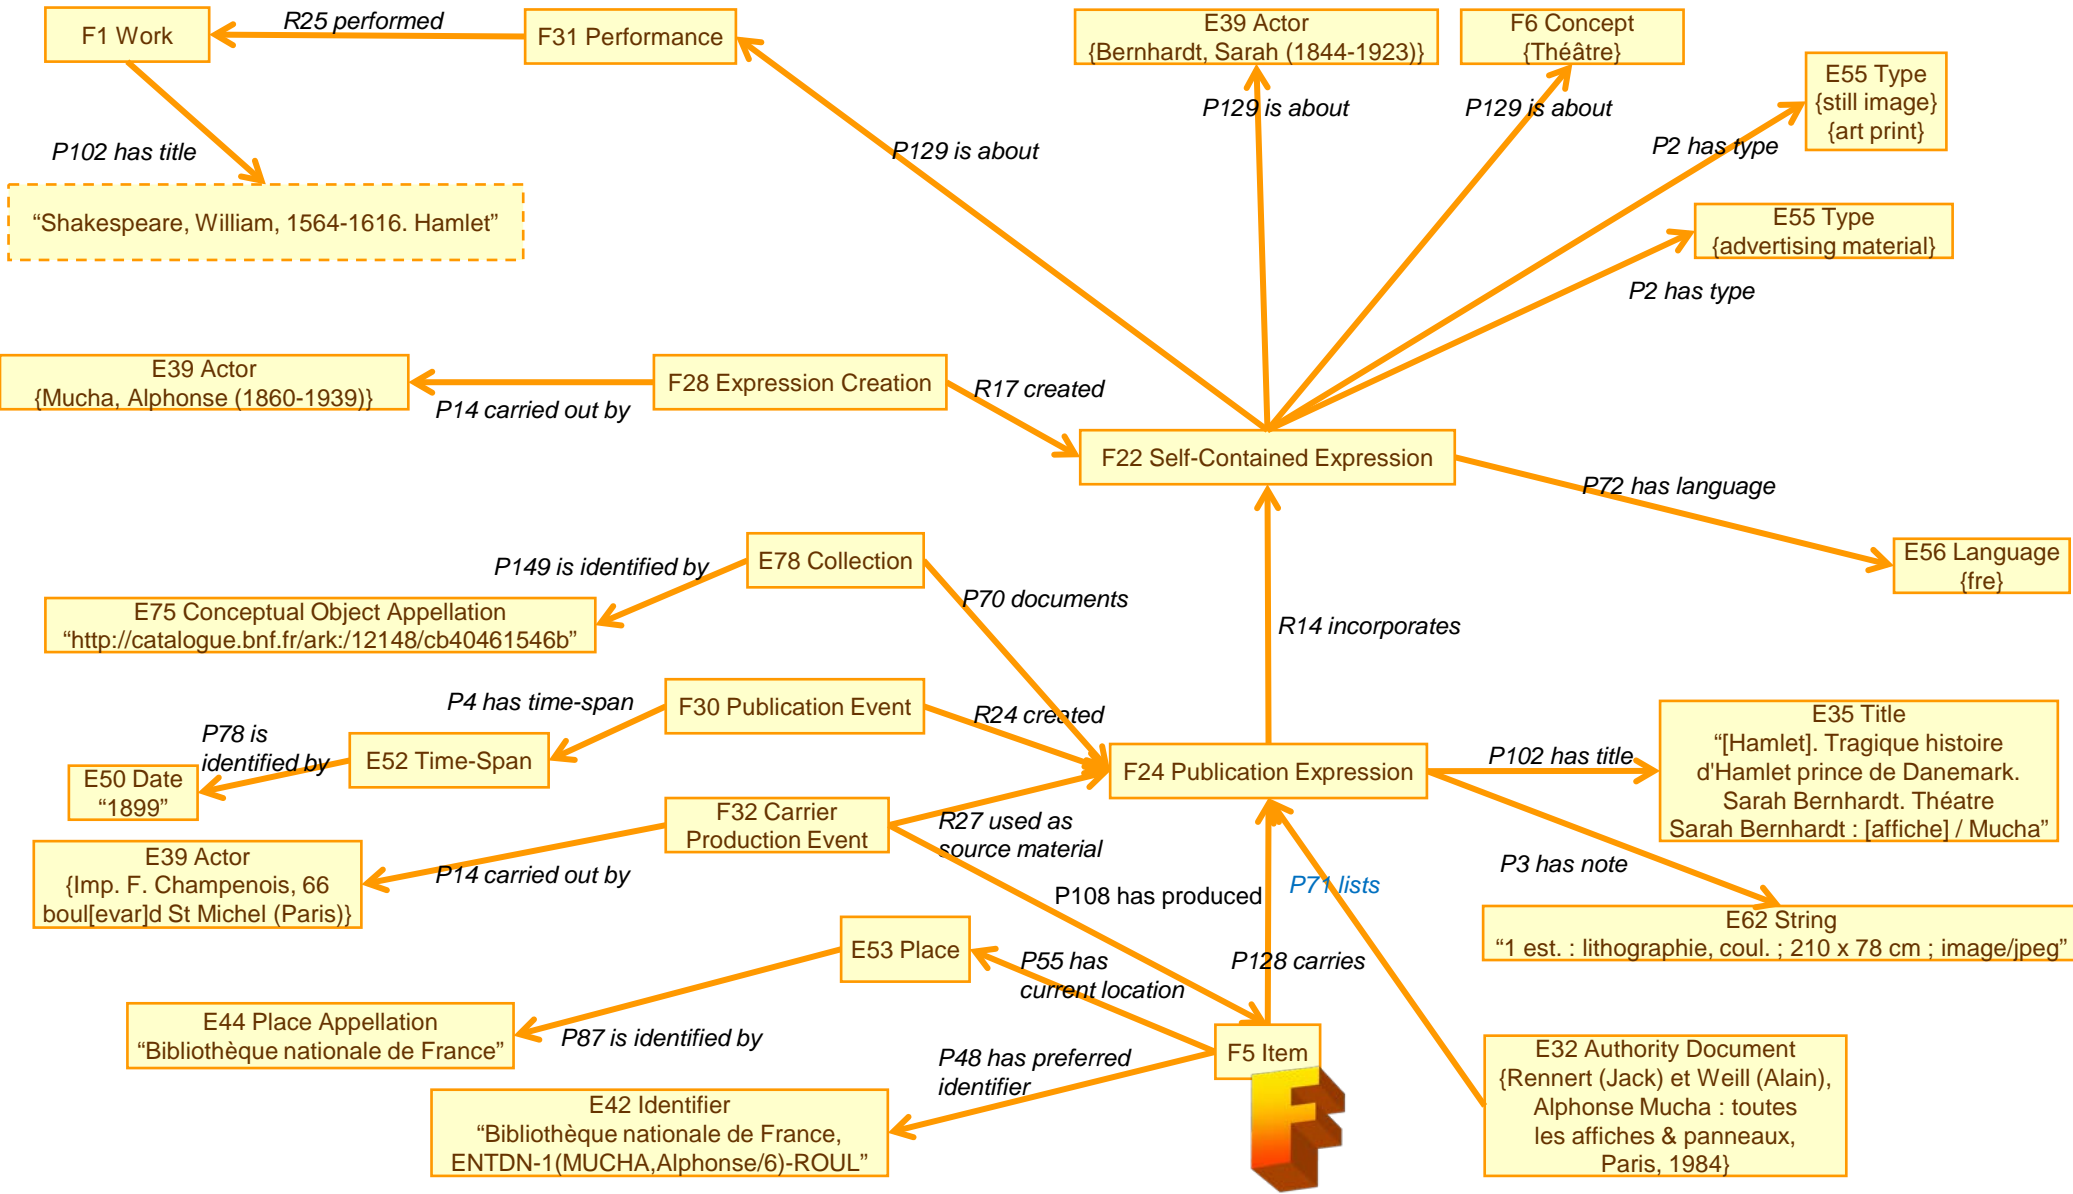 F1 Work
R25 performed
F31 Performance
E39 Actor
{Bernhardt, Sarah (1844-1923)}
F6 Concept
{Théâtre}
E55 Type
{still image}
{art print}
P102 has title
P129 is about
P129 is about
P129 is about
P2 has type
“Shakespeare, William, 1564-1616. Hamlet”
E55 Type
{advertising material}
P2 has type
E39 Actor
{Mucha, Alphonse (1860-1939)}
P14 carried out by
F28 Expression Creation
R17 created
F22 Self-Contained Expression
P72 has language
E56 Language
{fre}
P149 is identified by
E78 Collection
P70 documents
E75 Conceptual Object Appellation
“http://catalogue.bnf.fr/ark:/12148/cb40461546b”
R14 incorporates
P4 has time-span
F30 Publication Event
R24 created
P78 is
identified by
E52 Time-Span
E50 Date
“1899”
F24 Publication Expression
P102 has title
E35 Title
“[Hamlet]. Tragique histoire
d'Hamlet prince de Danemark.
Sarah Bernhardt. Théatre
Sarah Bernhardt : [affiche] / Mucha”
F32 Carrier
Production Event
R27 used as
source material
E39 Actor
{Imp. F. Champenois, 66
boul[evar]d St Michel (Paris)}
P14 carried out by
P108 has produced
P71 lists
P3 has note
E62 String
“1 est. : lithographie, coul. ; 210 x 78 cm ; image/jpeg”
E53 Place
P55 has
current location
P128 carries
E44 Place Appellation
“Bibliothèque nationale de France”
P87 is identified by
P48 has preferred
identifier
F5 Item
F
E42 Identifier
“Bibliothèque nationale de France,
ENTDN-1(MUCHA,Alphonse/6)-ROUL”
E32 Authority Document
{Rennert (Jack) et Weill (Alain),
Alphonse Mucha : toutes
les affiches & panneaux,
Paris, 1984}